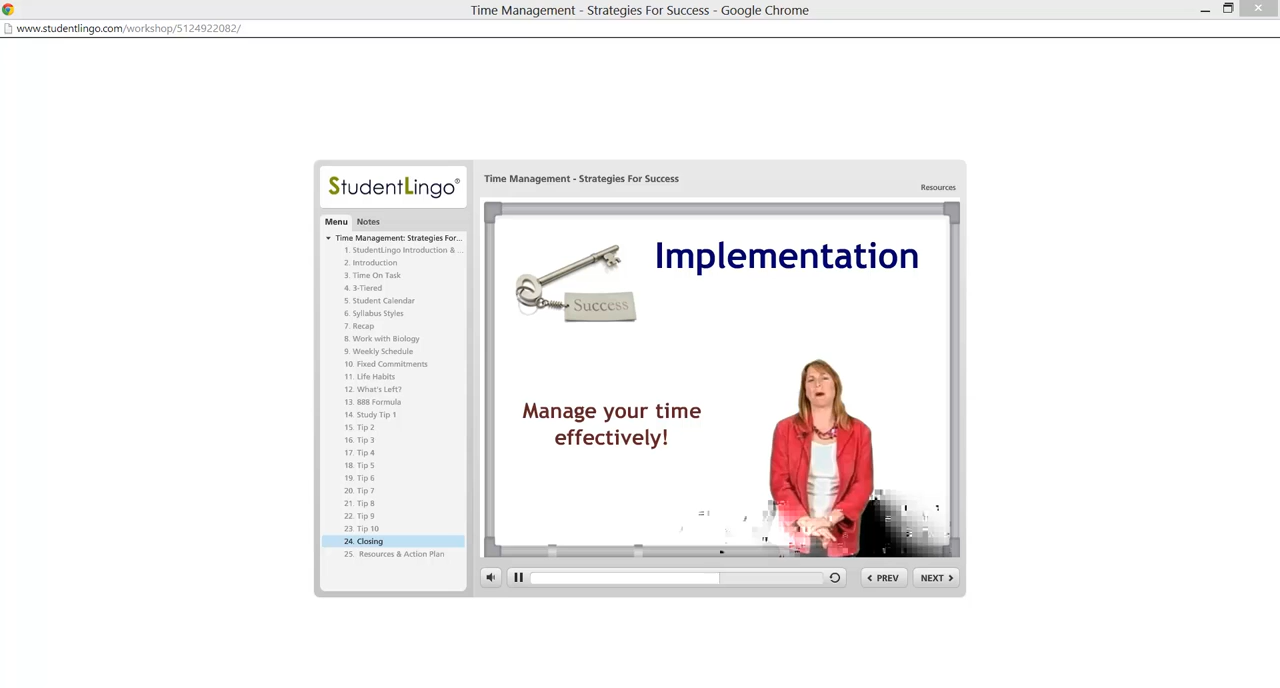 Time Management - Strategies For Success - Google Chrome
www.studentlingo.com/workshop/5124922082/
StudentLingo®
Time Management - Strategies For Success
Resources
Menu Notes
Time Management: Strategies For...
1. StudentLingo Introduction & ...
2. Introduction
3. Time On Task
4. 3-Tiered
5. Student Calendar
6. Syllabus Styles
7. Recap
8. Work with Biology
9. Weekly Schedule
10. Fixed Commitments
11. Life Habits
12. What's Left?
13. 888 Formula
14. Study Tip 1
15. Tip 2
16. Tip 3
17. Tip 4
18. Tip 5
19. Tip 6
20. Tip 7
21. Tip 8
22. Tip 9
23. Tip 10
24. Closing
25. Resources & Action Plan
Implementation
Success
Manage your time
effectively!
PREV
NEXT